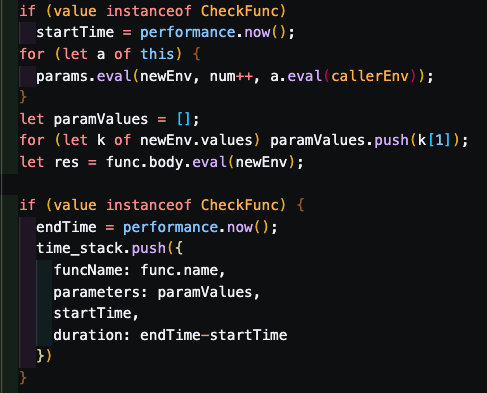 if (value instanceof CheckFunc)
startTime = performance.now();
for (let a of this) {
params.eval(newEnv, num++, a.eval(callerEnv));
}
let paramValues = [];
for (let k of newEnv.values) paramValues.push(k[1]);
let res = func.body.eval(newEnv);
if (value instanceof CheckFunc) {
endTime = performance.now();
time_stack.push({
funcName: func.name,
parameters: paramValues,
startTime,
duration: endTime-startTime
})
}